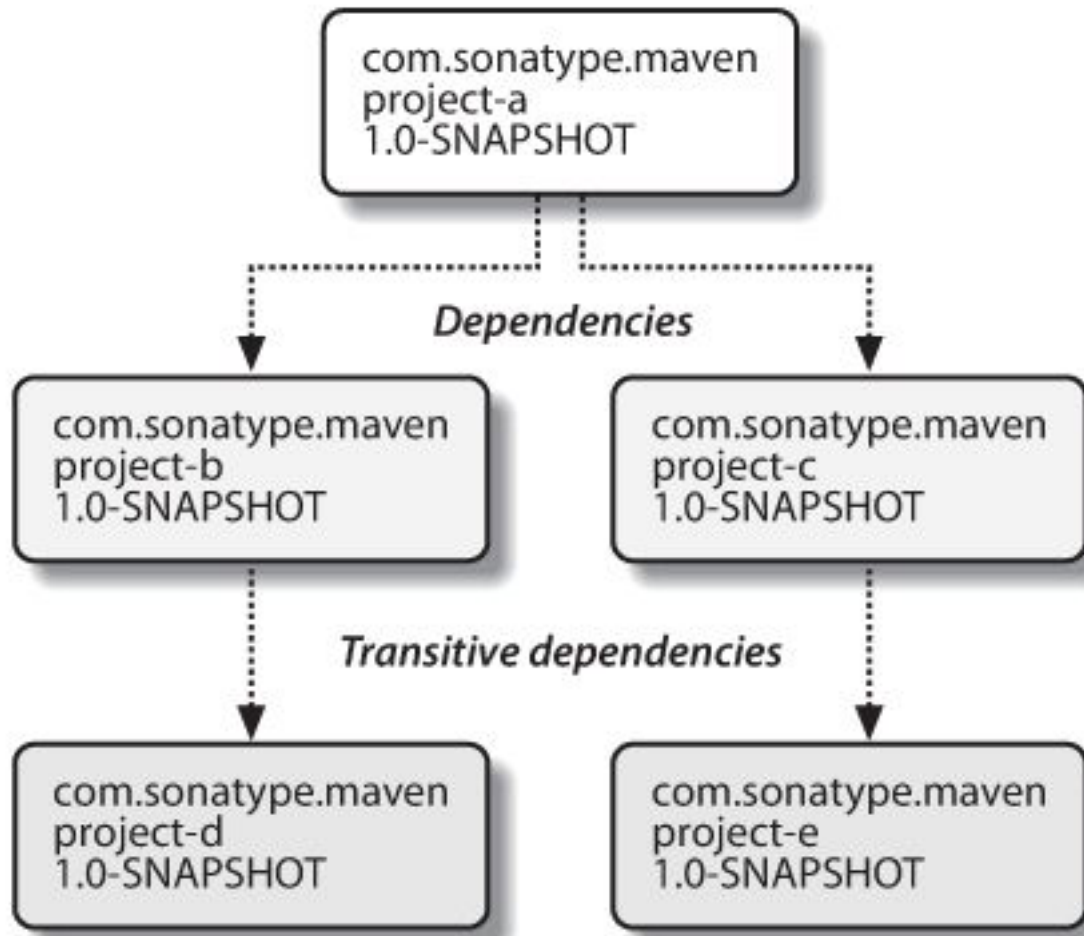 com.sonatype.maven
project-a
1.0-SNAPSHOT
Dependencies
com.sonatype.maven
project-b
1.0-SNAPSHOT
com.sonatype.maven
project-c
1.0-SNAPSHOT
Transitive dependencies
com.sonatype.maven
project-d
1.0-SNAPSHOT
com.sonatype.maven
project-e
1.0-SNAPSHOT